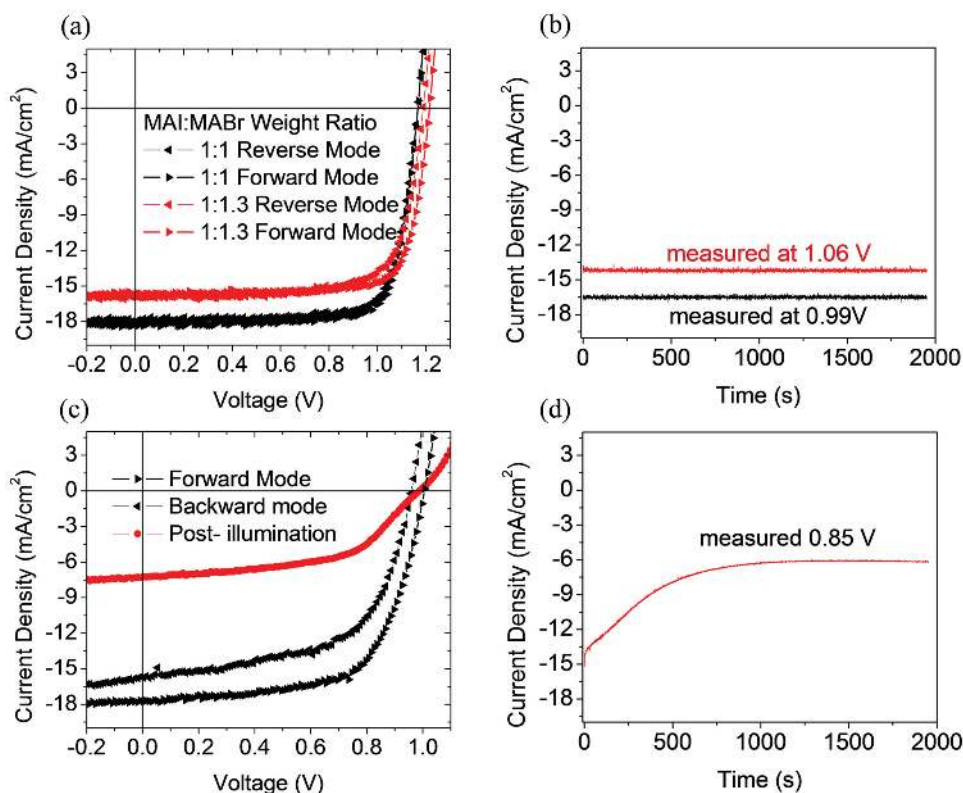 (a)
3
0
-3
-6
-9
-12
-15
-18
Current Density (mA/cm²)
MAI:MABr Weight Ratio
1:1 Reverse Mode
1:1 Forward Mode
1:1.3 Reverse Mode
1:1.3 Forward Mode
-0.2 0.0 0.2 0.4 0.6 0.8 1.0 1.2
Voltage (V)
(b)
3
0
-3
-6
-9
-12
-15
-18
Current Density (mA/cm²)
measured at 1.06 V
measured at 0.99V
0 500 1000 1500 2000
Time (s)
(c)
3
0
-3
-6
-9
-12
-15
-18
Current Density (mA/cm²)
Forward Mode
Backward mode
Post- illumination
-0.2 0.0 0.2 0.4 0.6 0.8 1.0
Voltage (V)
(d)
3
0
-3
-6
-9
-12
-15
-18
Current Density (mA/cm²)
measured 0.85 V
0 500 1000 1500 2000
Time (s)